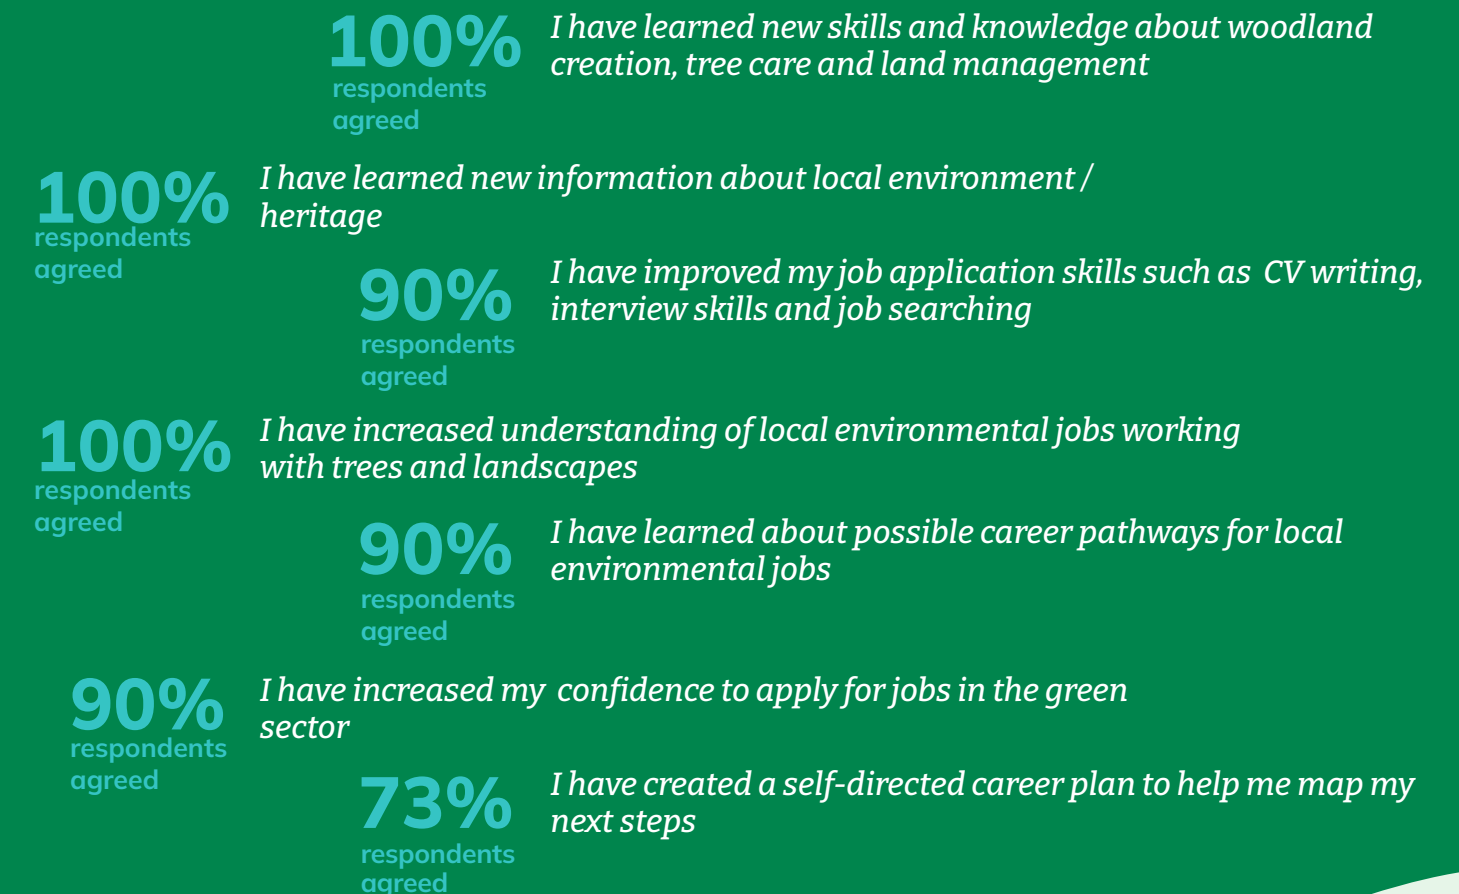 100%
respondents
agreed
I have learned new skills and knowledge about woodland
creation, tree care and land management
100%
respondents
agreed
I have learned new information about local environment /
heritage
90%
respondents
agreed
I have improved my job application skills such as  CV writing,
interview skills and job searching
100%
respondents
agreed
I have increased understanding of local environmental jobs working
with trees and landscapes
90%
respondents
agreed
I have learned about possible career pathways for local
environmental jobs
90%
respondents
agreed
I have increased my  confidence to apply for jobs in the green
sector
73%
respondents
agreed
I have created a self-directed career plan to help me map my
next steps